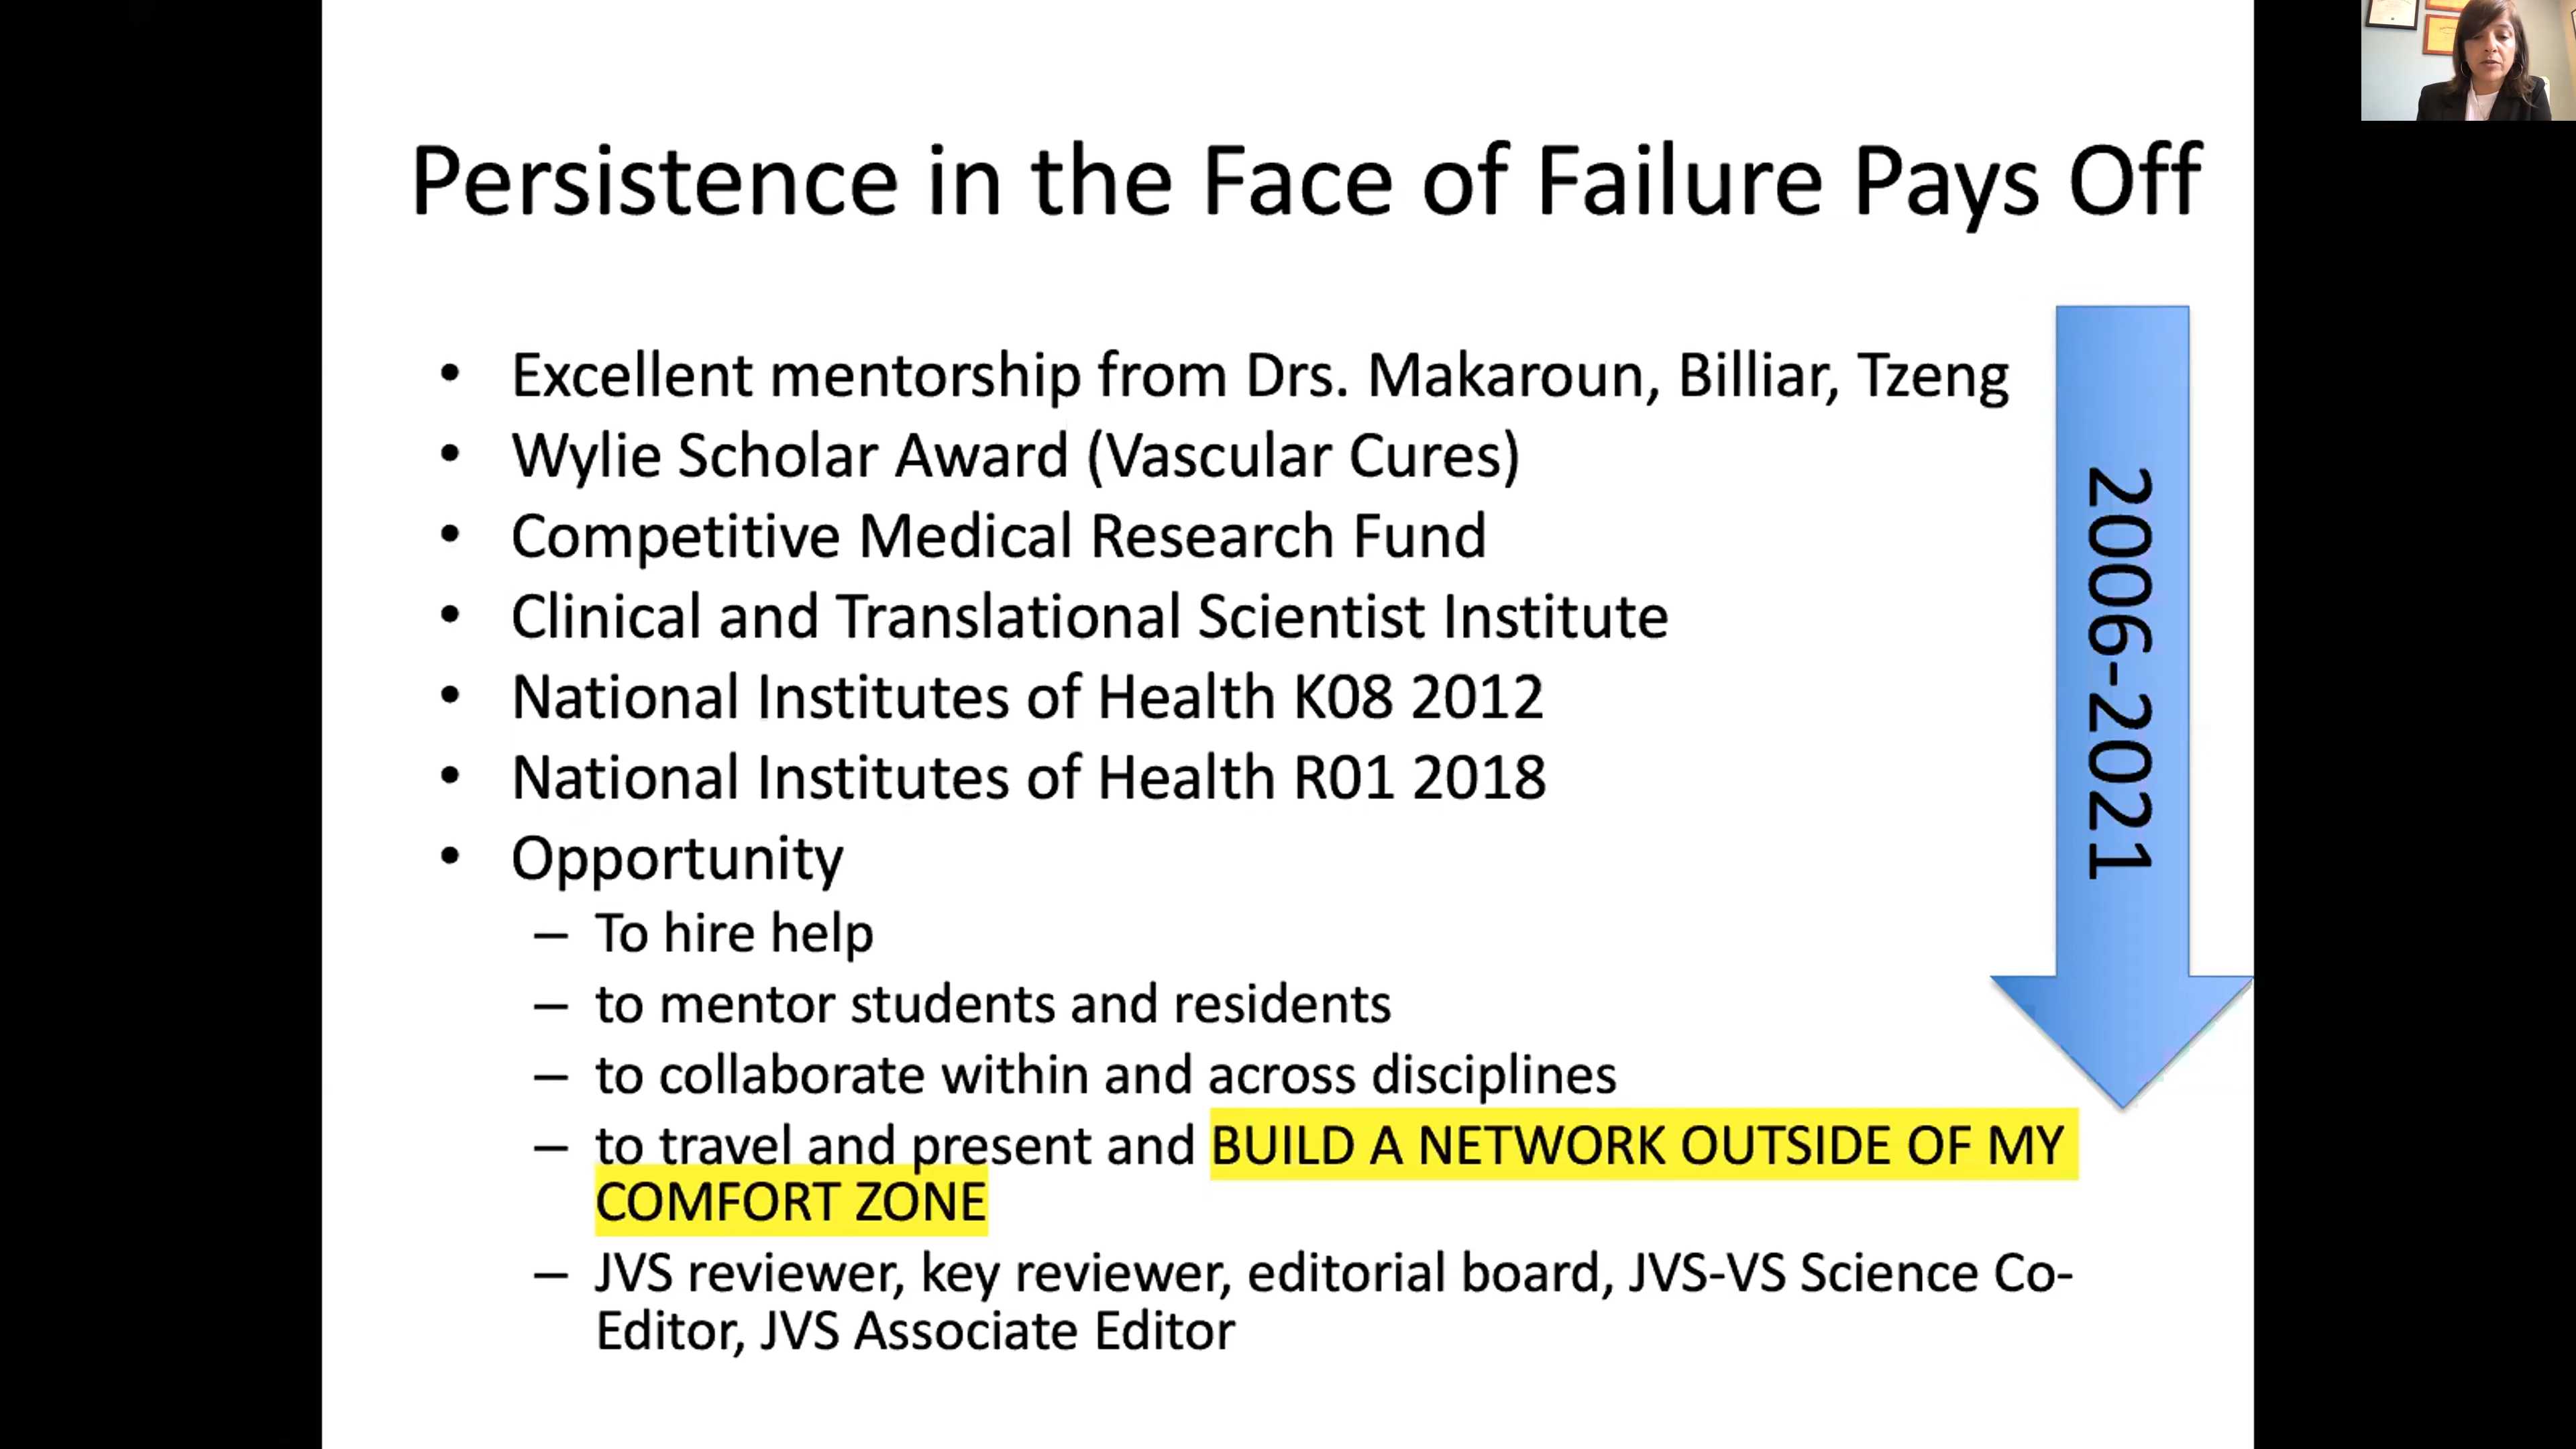 Persistence in the Face of Failure Pays Off
• Excellent mentorship from Drs. Makaroun, Billiar, Tzeng
• Wylie Scholar Award (Vascular Cures)
• Competitive Medical Research Fund
• Clinical and Translational Scientist Institute
• National Institutes of Health K08 2012
• National Institutes of Health R01 2018
• Opportunity
– To hire help
– to mentor students and residents
– to collaborate within and across disciplines
– to travel and present and BUILD A NETWORK OUTSIDE OF MY
COMFORT ZONE
– JVS reviewer, key reviewer, editorial board, JVS-VS Science Co-
Editor, JVS Associate Editor
2006-2021